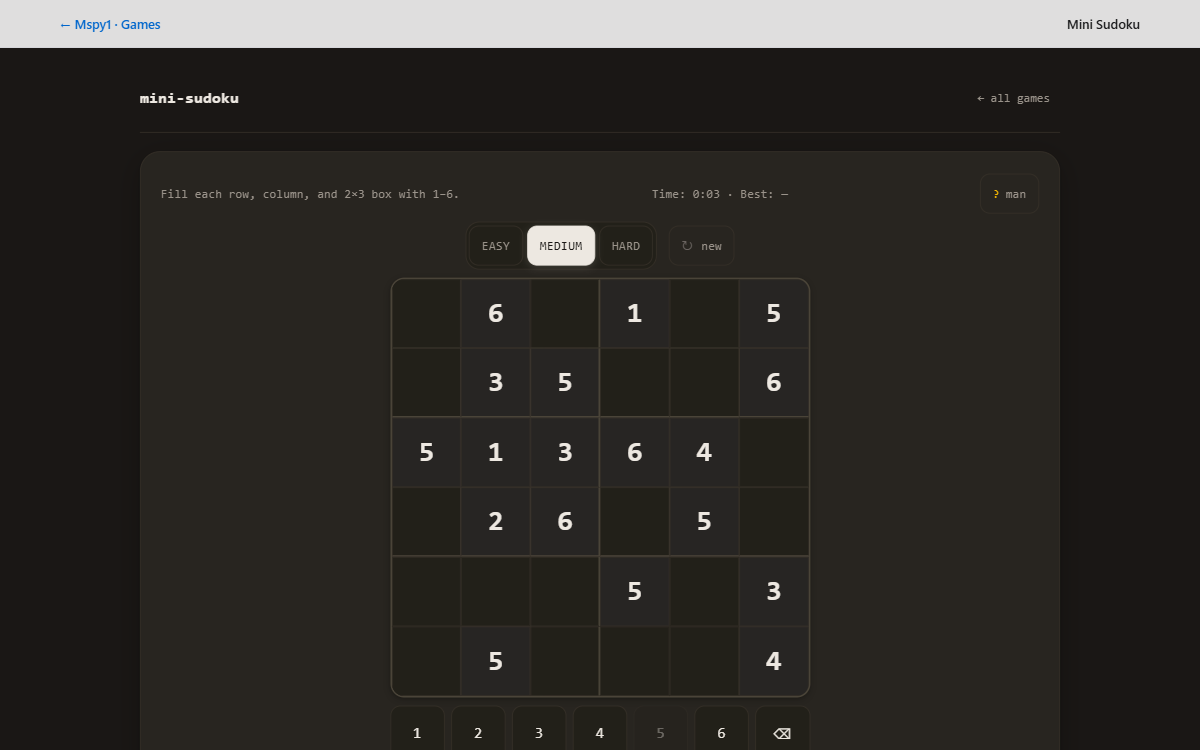 ← Mspy1 · Games
Mini Sudoku
mini-sudoku
← all games
Fill each row, column, and 2×3 box with 1–6.
Time: 0:03 · Best: —
? man
EASY
MEDIUM
HARD
↻ new
6 1 5
3 5 6
5 1 3 6 4
2 6 5
5 3
5 4
1 2 3 4 5 6 ⌫